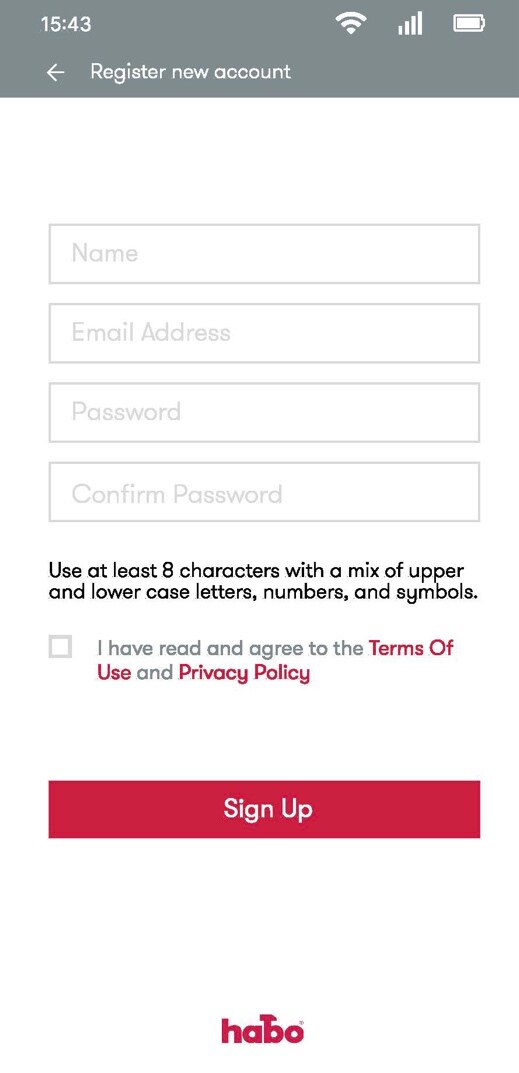 15:43
Register new account
Name
Email Address
Password
Confirm Password
Use at least 8 characters with a mix of upper
and lower case letters, numbers, and symbols.
I have read and agree to the Terms Of
Use and Privacy Policy
Sign Up
habo®